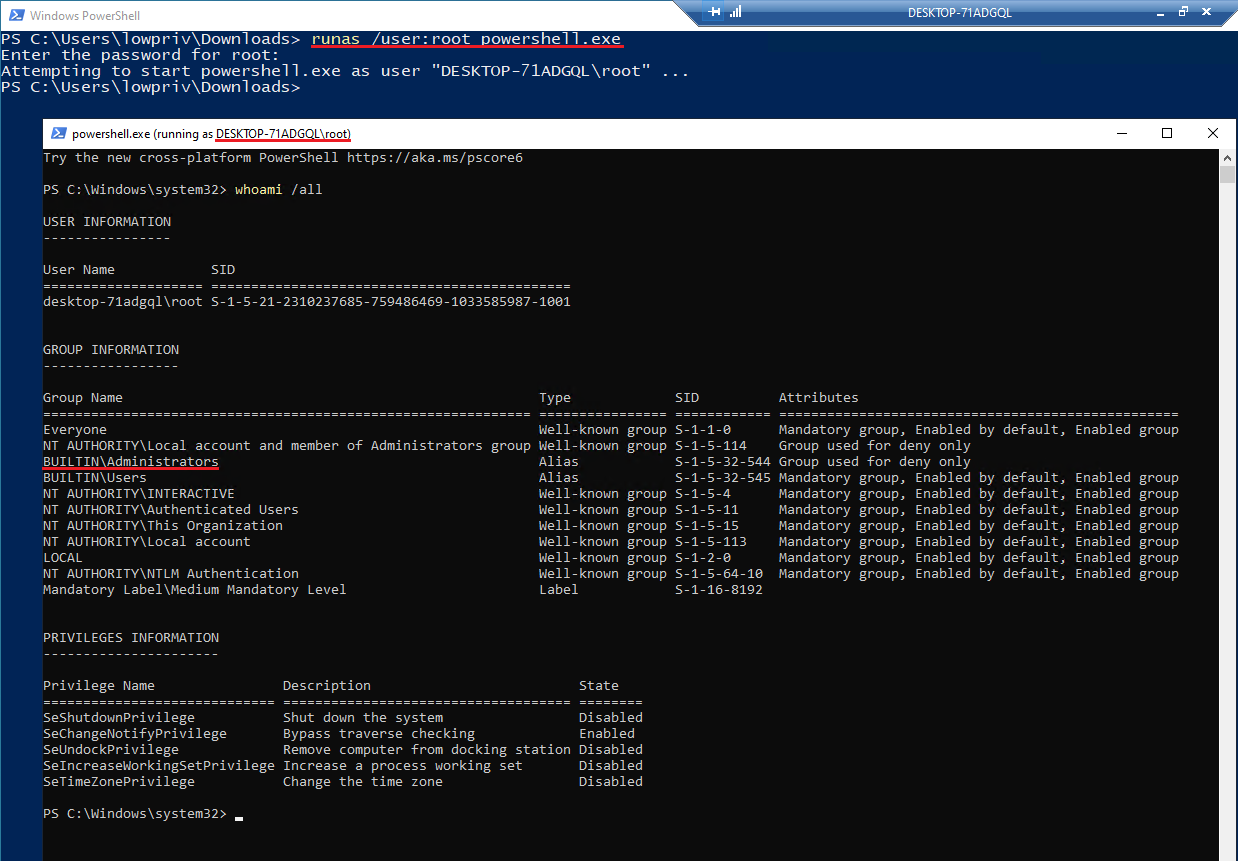 Windows PowerShell
DESKTOP-71ADGQL
PS C:\Users\lowpriv\Downloads> runas /user:root powershell.exe
Enter the password for root:
Attempting to start powershell.exe as user "DESKTOP-71ADGQL\root" ...
PS C:\Users\lowpriv\Downloads>
powershell.exe (running as DESKTOP-71ADGQL\root)
Try the new cross-platform PowerShell https://aka.ms/pscore6
PS C:\Windows\system32> whoami /all
USER INFORMATION
----------------
User Name            SID
==================== =============================================
desktop-71adgql\root S-1-5-21-2310237685-759486469-1033585987-1001
GROUP INFORMATION
-----------------
Group Name                                                    Type             SID          Attributes
============================================================= ================ ============ ==================================================
Everyone                                                      Well-known group S-1-1-0      Mandatory group, Enabled by default, Enabled group
NT AUTHORITY\Local account and member of Administrators group Well-known group S-1-5-114    Group used for deny only
BUILTIN\Administrators                                        Alias            S-1-5-32-544 Group used for deny only
BUILTIN\Users                                                 Alias            S-1-5-32-545 Mandatory group, Enabled by default, Enabled group
NT AUTHORITY\INTERACTIVE                                      Well-known group S-1-5-4      Mandatory group, Enabled by default, Enabled group
NT AUTHORITY\Authenticated Users                              Well-known group S-1-5-11     Mandatory group, Enabled by default, Enabled group
NT AUTHORITY\This Organization                                Well-known group S-1-5-15     Mandatory group, Enabled by default, Enabled group
NT AUTHORITY\Local account                                    Well-known group S-1-5-113    Mandatory group, Enabled by default, Enabled group
LOCAL                                                         Well-known group S-1-2-0      Mandatory group, Enabled by default, Enabled group
NT AUTHORITY\NTLM Authentication                              Well-known group S-1-5-64-10  Mandatory group, Enabled by default, Enabled group
Mandatory Label\Medium Mandatory Level                        Label            S-1-16-8192
PRIVILEGES INFORMATION
----------------------
Privilege Name                Description                          State
============================= ==================================== ========
SeShutdownPrivilege           Shut down the system                 Disabled
SeChangeNotifyPrivilege       Bypass traverse checking             Enabled
SeUndockPrivilege             Remove computer from docking station Disabled
SeIncreaseWorkingSetPrivilege Increase a process working set       Disabled
SeTimeZonePrivilege           Change the time zone                 Disabled
PS C:\Windows\system32>